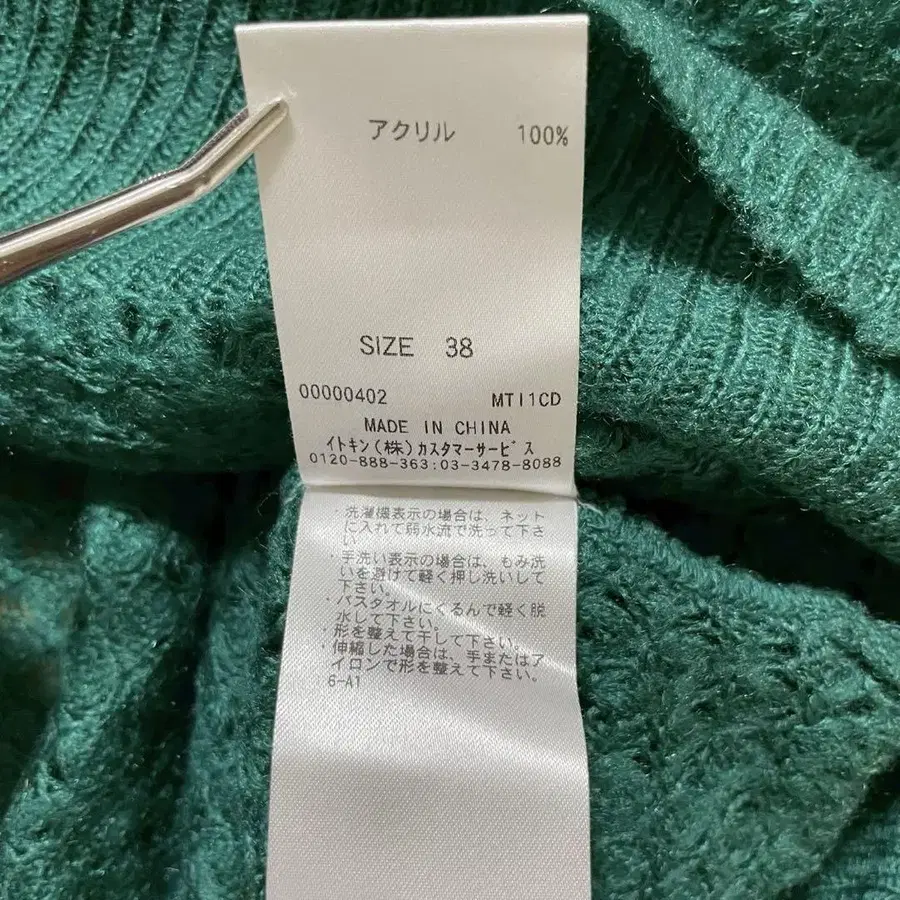 アクリル 100%
SIZE 38
00000402 MTI1CD
MADE IN CHINA
イトキン(株)カスタマーサービス
0120-888-363:03-3478-8088
・洗濯機表示の場合は、ネット
に入れて弱水流で洗って下さ
い。
・手洗い表示の場合は、もみ洗
いを避けて軽く押し洗いして
下さい。
・バスタオルにくるんで軽く脱
水して下さい。
・形を整えて干して下さい。
・伸縮した場合は、手またはア
イロンで形を整えて下さい。
6-A1